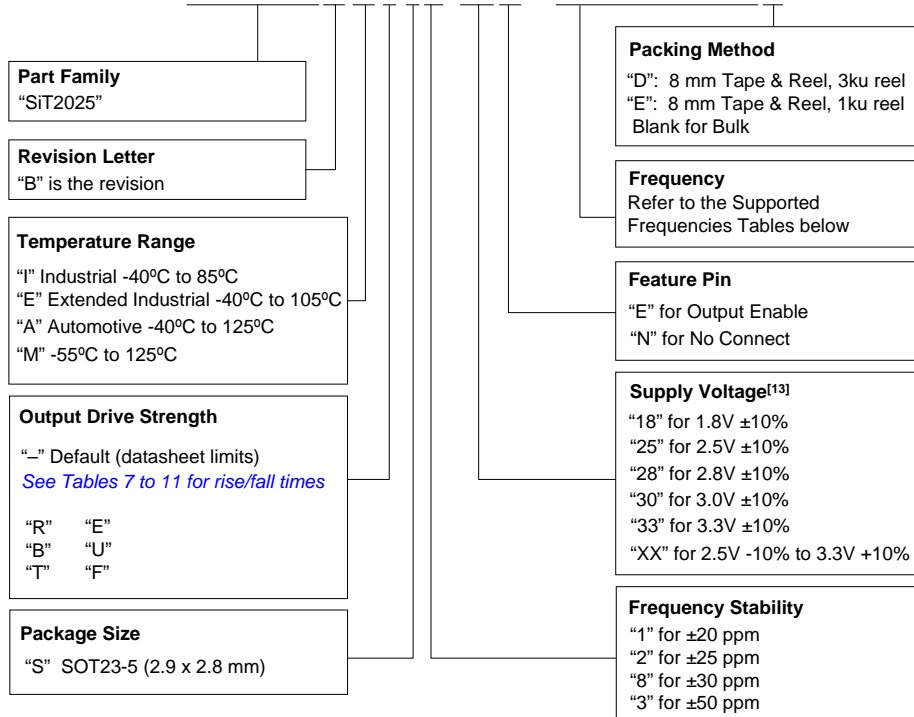 Part Family
“SiT2025”
Revision Letter
“B” is the revision
Temperature Range
“I” Industrial -40ºC to 85ºC
“E” Extended Industrial -40ºC to 105ºC
“A” Automotive -40ºC to 125ºC
“M” -55ºC to 125ºC
Output Drive Strength
“–” Default (datasheet limits)
See Tables 7 to 11 for rise/fall times
“R” “E”
“B” “U”
“T” “F”
Package Size
“S” SOT23-5 (2.9 x 2.8 mm)
Packing Method
“D”: 8 mm Tape & Reel, 3ku reel
“E”: 8 mm Tape & Reel, 1ku reel
Blank for Bulk
Frequency
Refer to the Supported
Frequencies Tables below
Feature Pin
“E” for Output Enable
“N” for No Connect
Supply Voltage[13]
“18” for 1.8V ±10%
“25” for 2.5V ±10%
“28” for 2.8V ±10%
“30” for 3.0V ±10%
“33” for 3.3V ±10%
“XX” for 2.5V -10% to 3.3V +10%
Frequency Stability
“1” for ±20 ppm
“2” for ±25 ppm
“8” for ±30 ppm
“3” for ±50 ppm